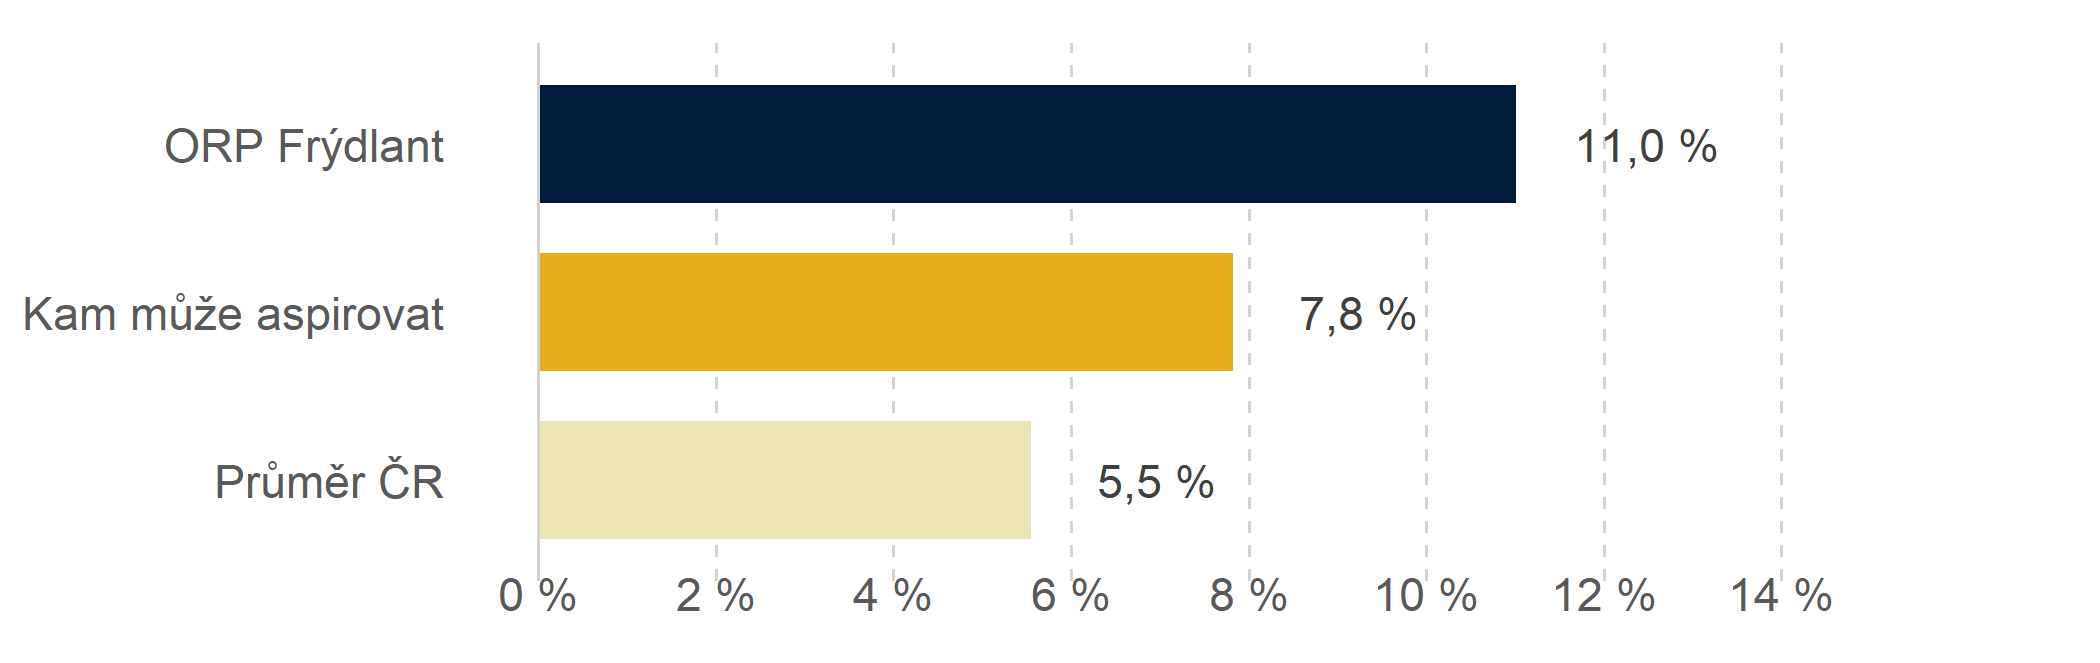 ORP Frýdlant
11,0 %
Kam může aspirovat
7,8 %
Průměr ČR
5,5 %
0 % 2 % 4 % 6 % 8 % 10 % 12 % 14 %